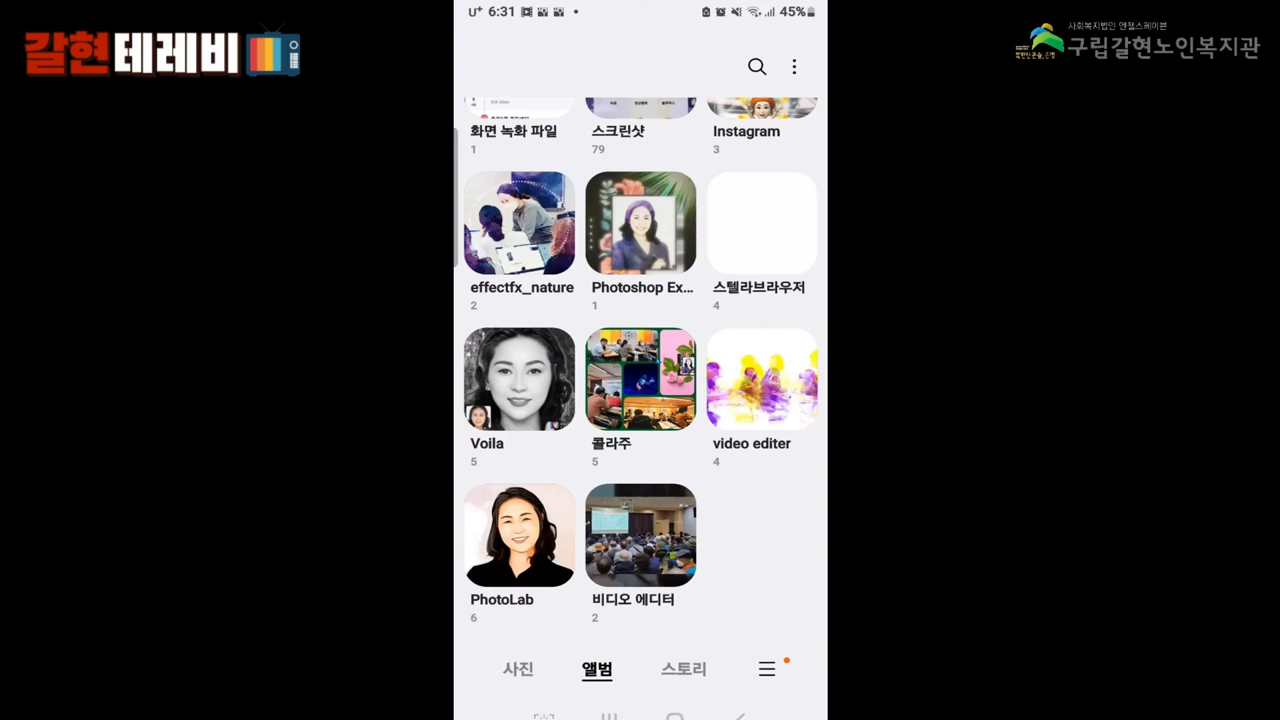 갈현테레비
사회복지법인 엔젤스헤이븐
구립갈현노인복지관
U+ 6:31
45%
화면 녹화 파일
1
스크린샷
79
Instagram
3
effectfx_nature
2
Photoshop Ex...
1
스텔라브라우저
4
Voila
5
콜라주
5
video editer
4
PhotoLab
6
비디오 에디터
2
사진
앨범
스토리